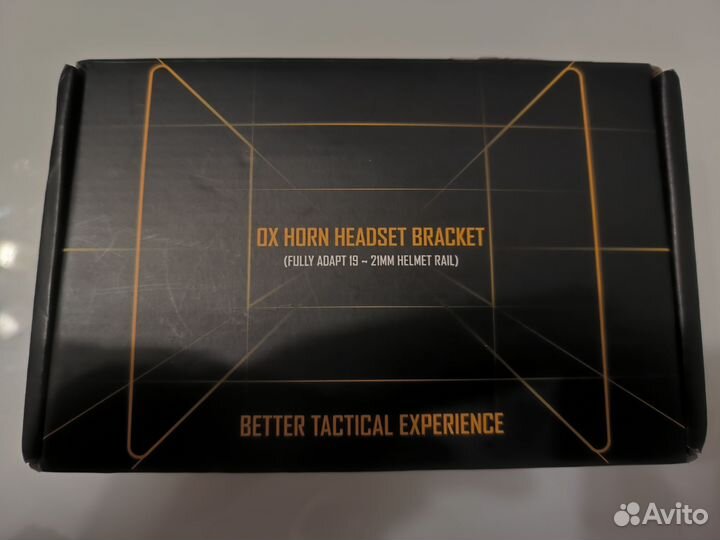 OX HORN HEADSET BRACKET
(FULLY ADAPT 19 ~ 21MM HELMET RAIL)
BETTER TACTICAL EXPERIENCE
Avito